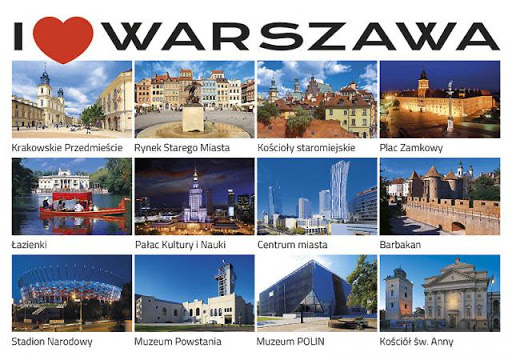 I ❤ WARSZAWA
Krakowskie Przedmieście
Rynek Starego Miasta
Kościoły staromiejskie
Plac Zamkowy
Łazienki
Pałac Kultury i Nauki
Centrum miasta
Barbakan
Stadion Narodowy
Muzeum Powstania
Muzeum POLIN
Kościół św. Anny